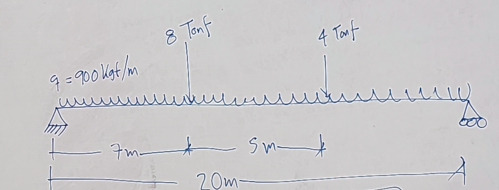 8 Tonf
4 Tonf
q = 900 kgf/m
7m
5m
20m